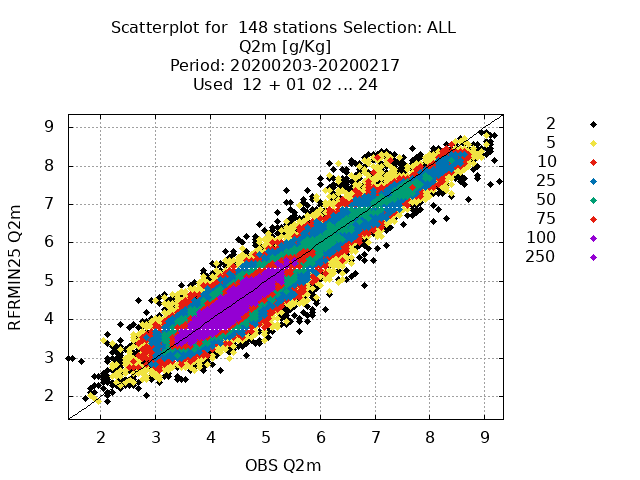 Scatterplot for  148 stations Selection: ALL
Q2m [g/Kg]
Period: 20200203-20200217
Used  12 + 01 02 ... 24
2
5
10
25
50
75
100
250
9
8
7
6
5
4
3
2
RFRMIN25 Q2m
2 3 4 5 6 7 8 9
OBS Q2m